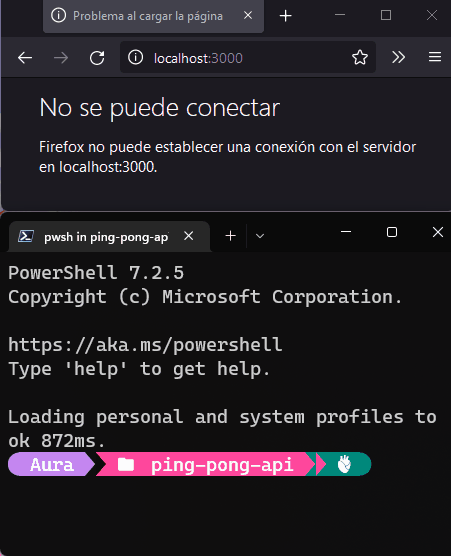 Problema al cargar la página
localhost:3000
No se puede conectar
Firefox no puede establecer una conexión con el servidor
en localhost:3000.
pwsh in ping-pong-ap
PowerShell 7.2.5
Copyright (c) Microsoft Corporation.
https://aka.ms/powershell
Type 'help' to get help.
Loading personal and system profiles to
ok 872ms.
Aura ping-pong-api